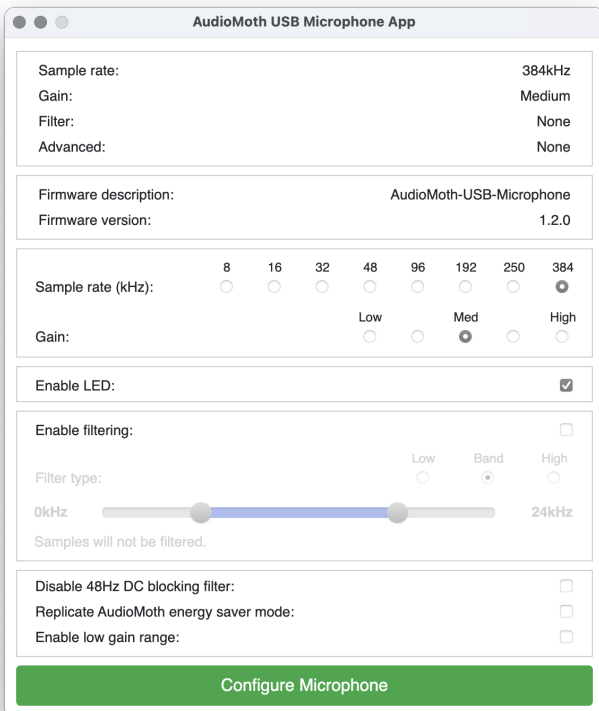 AudioMoth USB Microphone App
Sample rate: 384kHz
Gain: Medium
Filter: None
Advanced: None
Firmware description: AudioMoth-USB-Microphone
Firmware version: 1.2.0
8 16 32 48 96 192 250 384
Sample rate (kHz):
Low Med High
Gain:
Enable LED:
Enable filtering:
Low Band High
Filter type:
0kHz 24kHz
Samples will not be filtered.
Disable 48Hz DC blocking filter:
Replicate AudioMoth energy saver mode:
Enable low gain range:
Configure Microphone